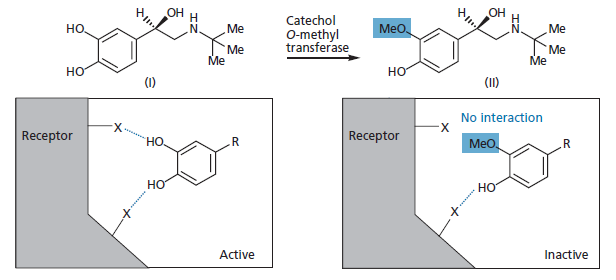 H
OH
H
N
HO
HO
Me
Me
Me
(I)
Catechol
O-methyl
transferase
H
OH
H
N
MeO
HO
Me
Me
Me
(II)
Receptor
X
HO
HO
R
X
Active
Receptor
X
No interaction
MeO
R
HO
X
Inactive